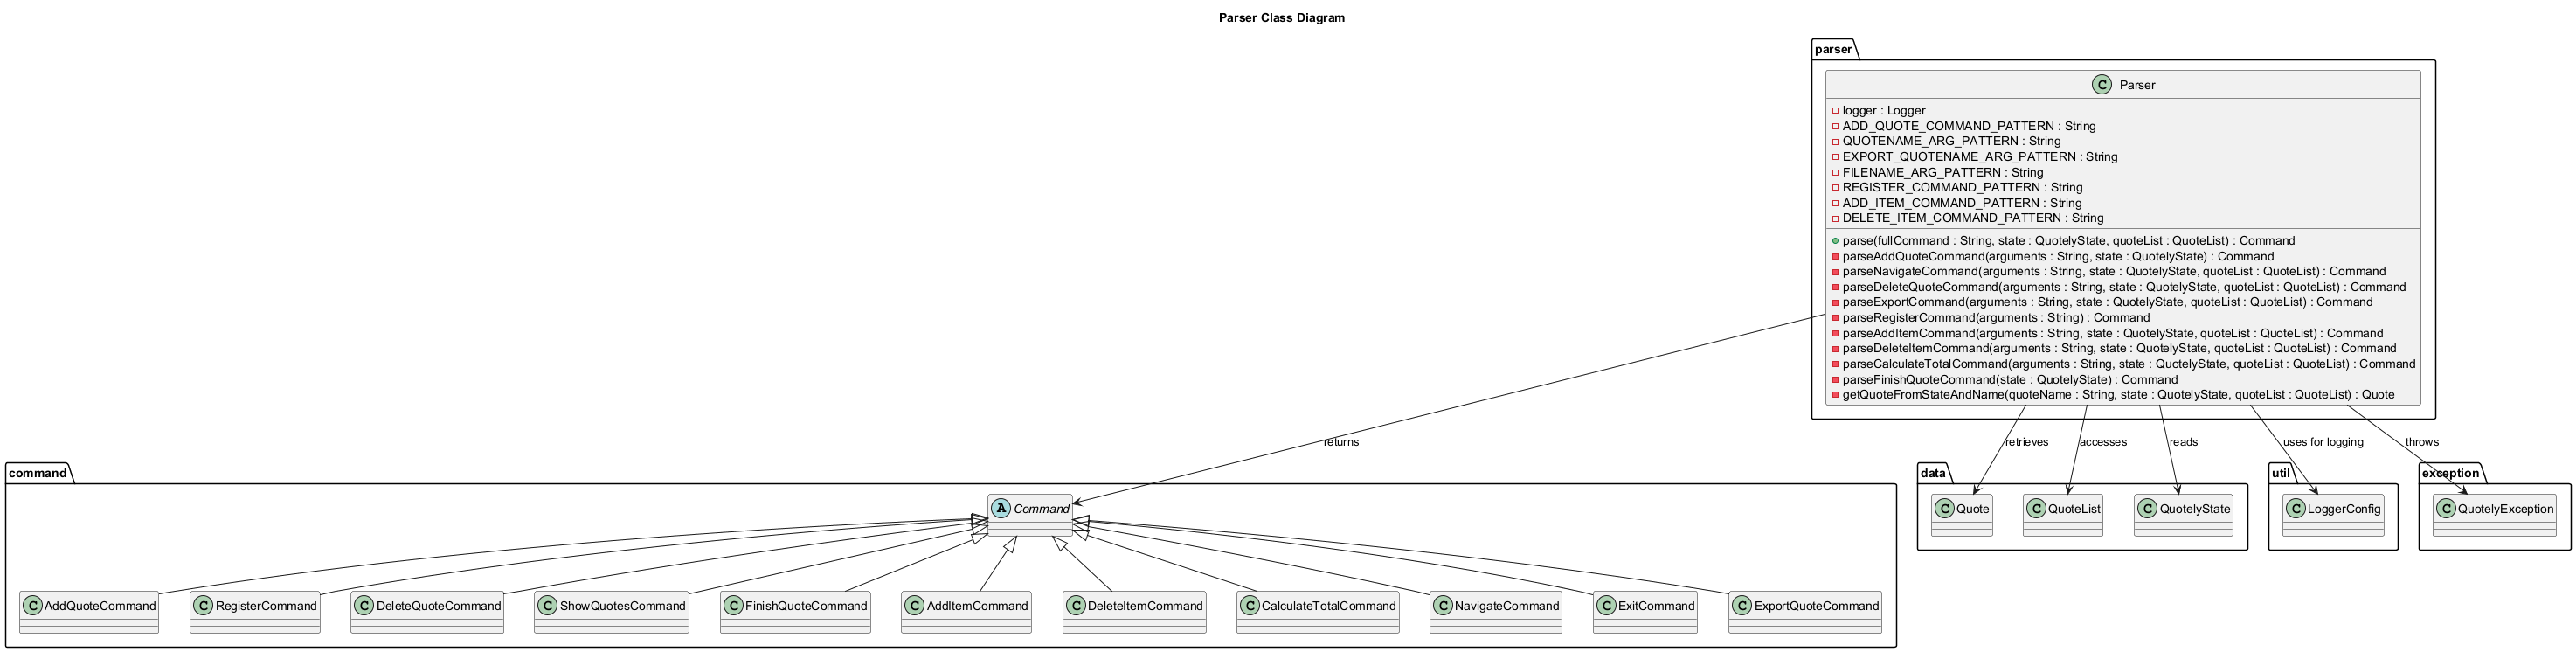 Parser Class Diagram
parser
C Parser
logger : Logger
ADD_QUOTE_COMMAND_PATTERN : String
QUOTENAME_ARG_PATTERN : String
EXPORT_QUOTENAME_ARG_PATTERN : String
FILENAME_ARG_PATTERN : String
REGISTER_COMMAND_PATTERN : String
ADD_ITEM_COMMAND_PATTERN : String
DELETE_ITEM_COMMAND_PATTERN : String
parse(fullCommand : String, state : QuotelyState, quoteList : QuoteList) : Command
parseAddQuoteCommand(arguments : String, state : QuotelyState) : Command
parseNavigateCommand(arguments : String, state : QuotelyState, quoteList : QuoteList) : Command
parseDeleteQuoteCommand(arguments : String, state : QuotelyState, quoteList : QuoteList) : Command
parseExportCommand(arguments : String, state : QuotelyState, quoteList : QuoteList) : Command
parseRegisterCommand(arguments : String) : Command
parseAddItemCommand(arguments : String, state : QuotelyState, quoteList : QuoteList) : Command
parseDeleteItemCommand(arguments : String, state : QuotelyState, quoteList : QuoteList) : Command
parseCalculateTotalCommand(arguments : String, state : QuotelyState, quoteList : QuoteList) : Command
parseFinishQuoteCommand(state : QuotelyState) : Command
getQuoteFromStateAndName(quoteName : String, state : QuotelyState, quoteList : QuoteList) : Quote
returns
retrieves
accesses
reads
uses for logging
throws
command
A Command
data
C Quote
C QuoteList
C QuotelyState
util
C LoggerConfig
exception
C QuotelyException
C AddQuoteCommand
C RegisterCommand
C DeleteQuoteCommand
C ShowQuotesCommand
C FinishQuoteCommand
C AddItemCommand
C DeleteItemCommand
C CalculateTotalCommand
C NavigateCommand
C ExitCommand
C ExportQuoteCommand